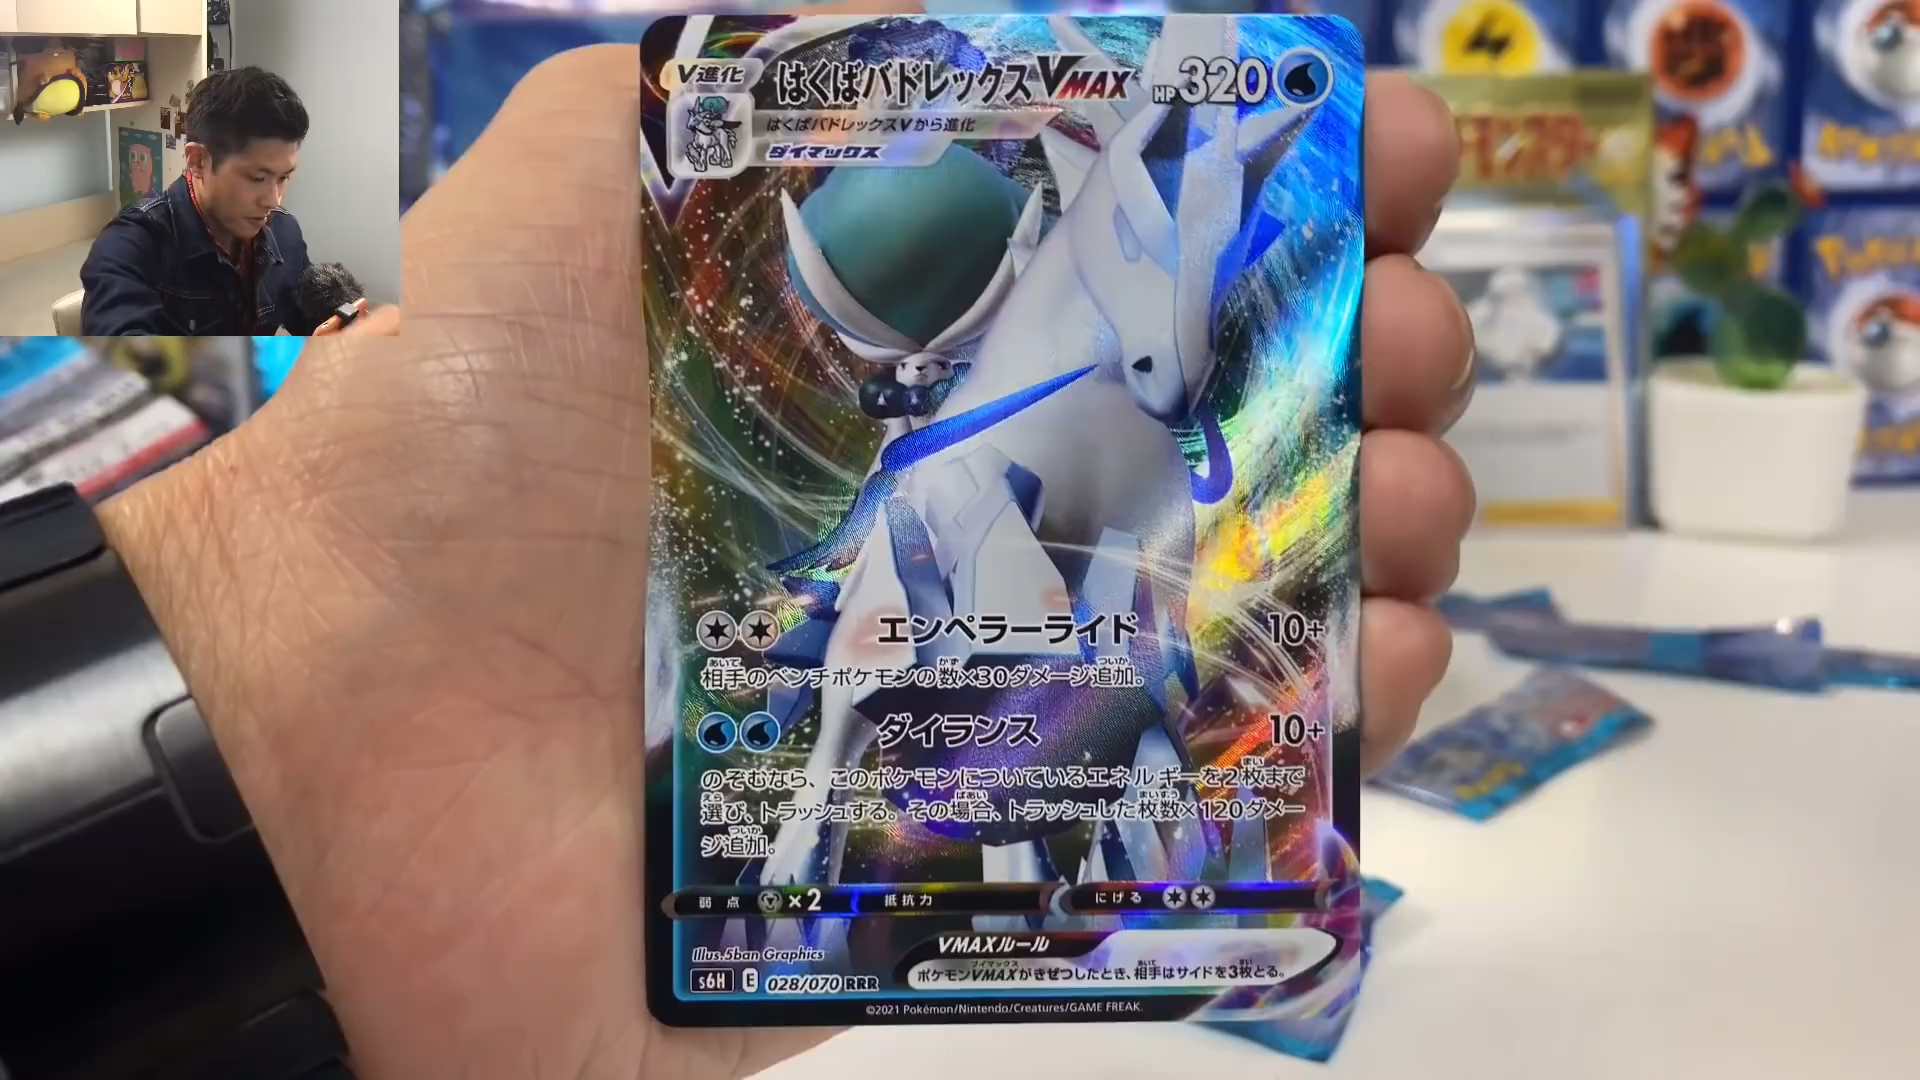 V進化
はくばバドレックスVMAX
HP320
はくばバドレックスVから進化
ダイマックス
エンペラーライド 10+
相手のベンチポケモンの数×30ダメージ追加。
ダイランス 10+
のぞむなら、このポケモンについているエネルギーを2枚まで
選び、トラッシュする。その場合、トラッシュした枚数×120ダメー
ジ追加。
弱点 ×2 抵抗力 にげる
Illus.5ban Graphics
VMAXルール
ポケモンVMAXがきぜつしたとき、相手はサイドを3枚とる。
s6H E 028/070 RRR
©2021 Pokémon/Nintendo/Creatures/GAME FREAK.